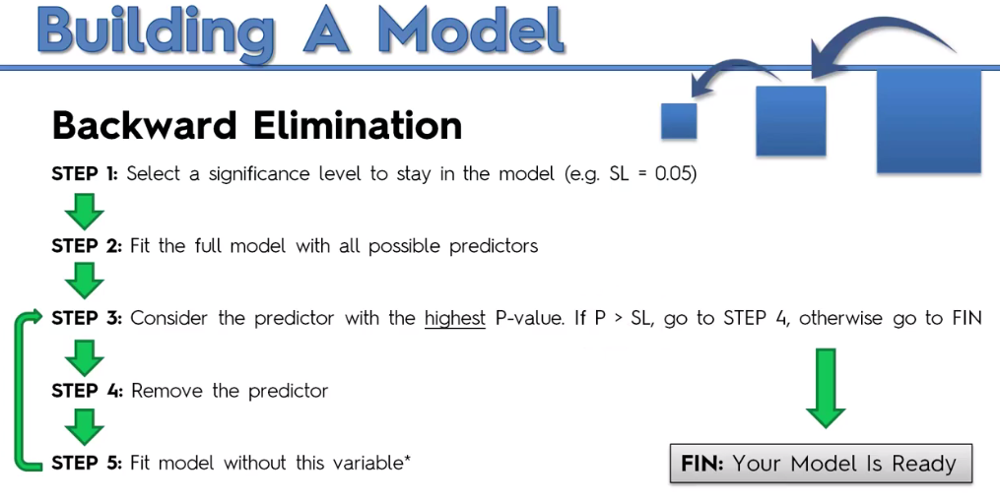 Building A Model
Backward Elimination
STEP 1: Select a significance level to stay in the model (e.g. SL = 0.05)
STEP 2: Fit the full model with all possible predictors
STEP 3: Consider the predictor with the highest P-value. If P > SL, go to STEP 4, otherwise go to FIN
STEP 4: Remove the predictor
STEP 5: Fit model without this variable*
FIN: Your Model Is Ready